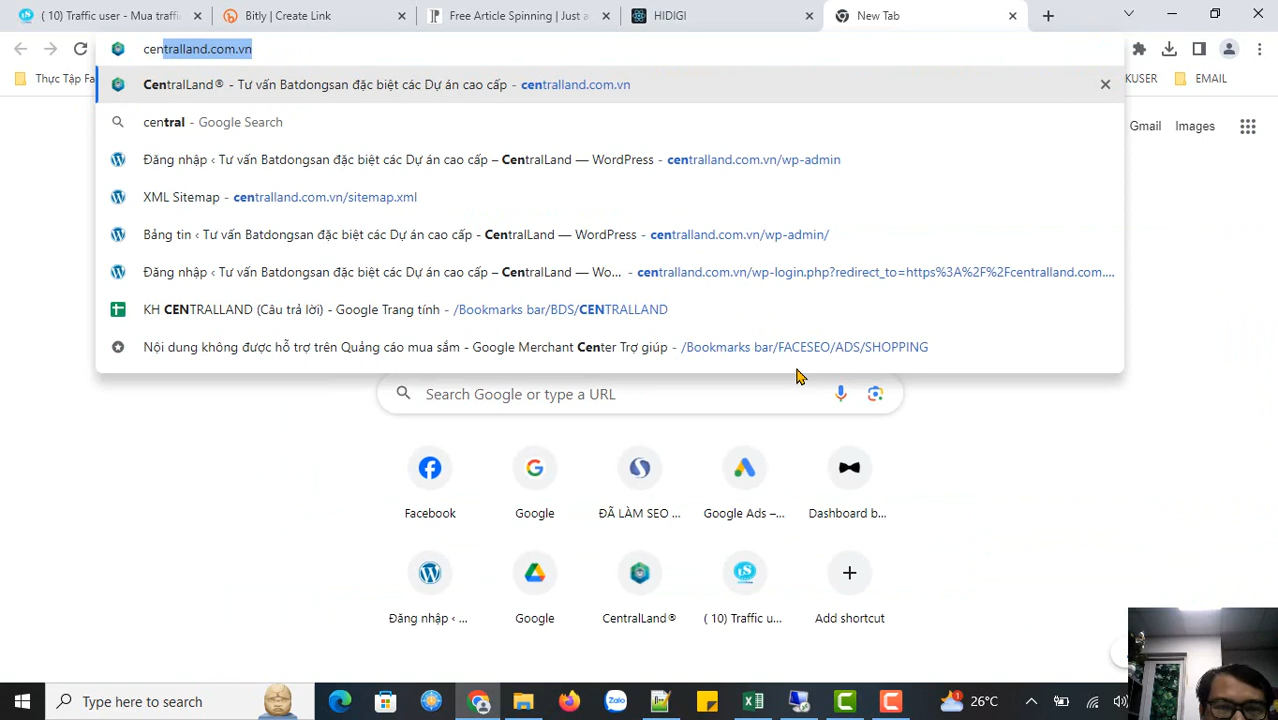 ( 10) Traffic user - Mua traffi
Bitly | Create Link
Free Article Spinning | Just a
HIDIGI
New Tab
centralland.com.vn
Thực Tập Fa
KUSER
EMAIL
CentralLand® - Tư vấn Batdongsan đặc biệt các Dự án cao cấp - centralland.com.vn
central - Google Search
Đăng nhập ‹ Tư vấn Batdongsan đặc biệt các Dự án cao cấp – CentralLand — WordPress - centralland.com.vn/wp-admin
XML Sitemap - centralland.com.vn/sitemap.xml
Bảng tin ‹ Tư vấn Batdongsan đặc biệt các Dự án cao cấp - CentralLand — WordPress - centralland.com.vn/wp-admin/
Đăng nhập ‹ Tư vấn Batdongsan đặc biệt các Dự án cao cấp – CentralLand — Wo... - centralland.com.vn/wp-login.php?redirect_to=https%3A%2F%2Fcentralland.com....
KH CENTRALLAND (Câu trả lời) - Google Trang tính - /Bookmarks bar/BDS/CENTRALLAND
Nội dung không được hỗ trợ trên Quảng cáo mua sắm - Google Merchant Center Trợ giúp - /Bookmarks bar/FACESEO/ADS/SHOPPING
Gmail
Images
Search Google or type a URL
Facebook
Google
ĐÃ LÀM SEO ...
Google Ads –...
Dashboard b...
Đăng nhập ‹ ...
Google
CentralLand®
( 10) Traffic u...
Add shortcut
Type here to search
Zalo
1
26°C